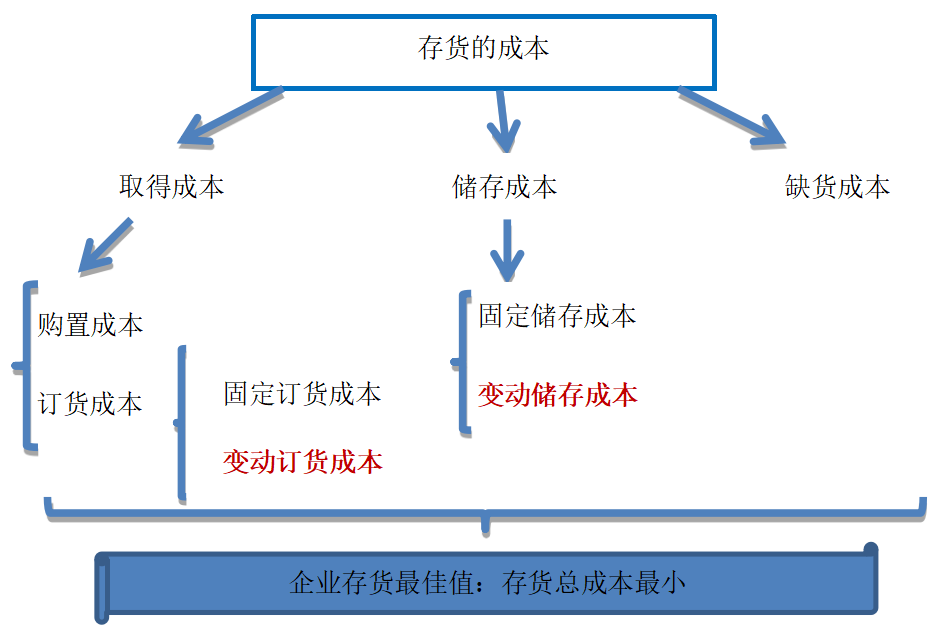 存货的成本
取得成本
储存成本
缺货成本
购置成本
订货成本
固定订货成本
变动订货成本
固定储存成本
变动储存成本
企业存货最佳值：存货总成本最小